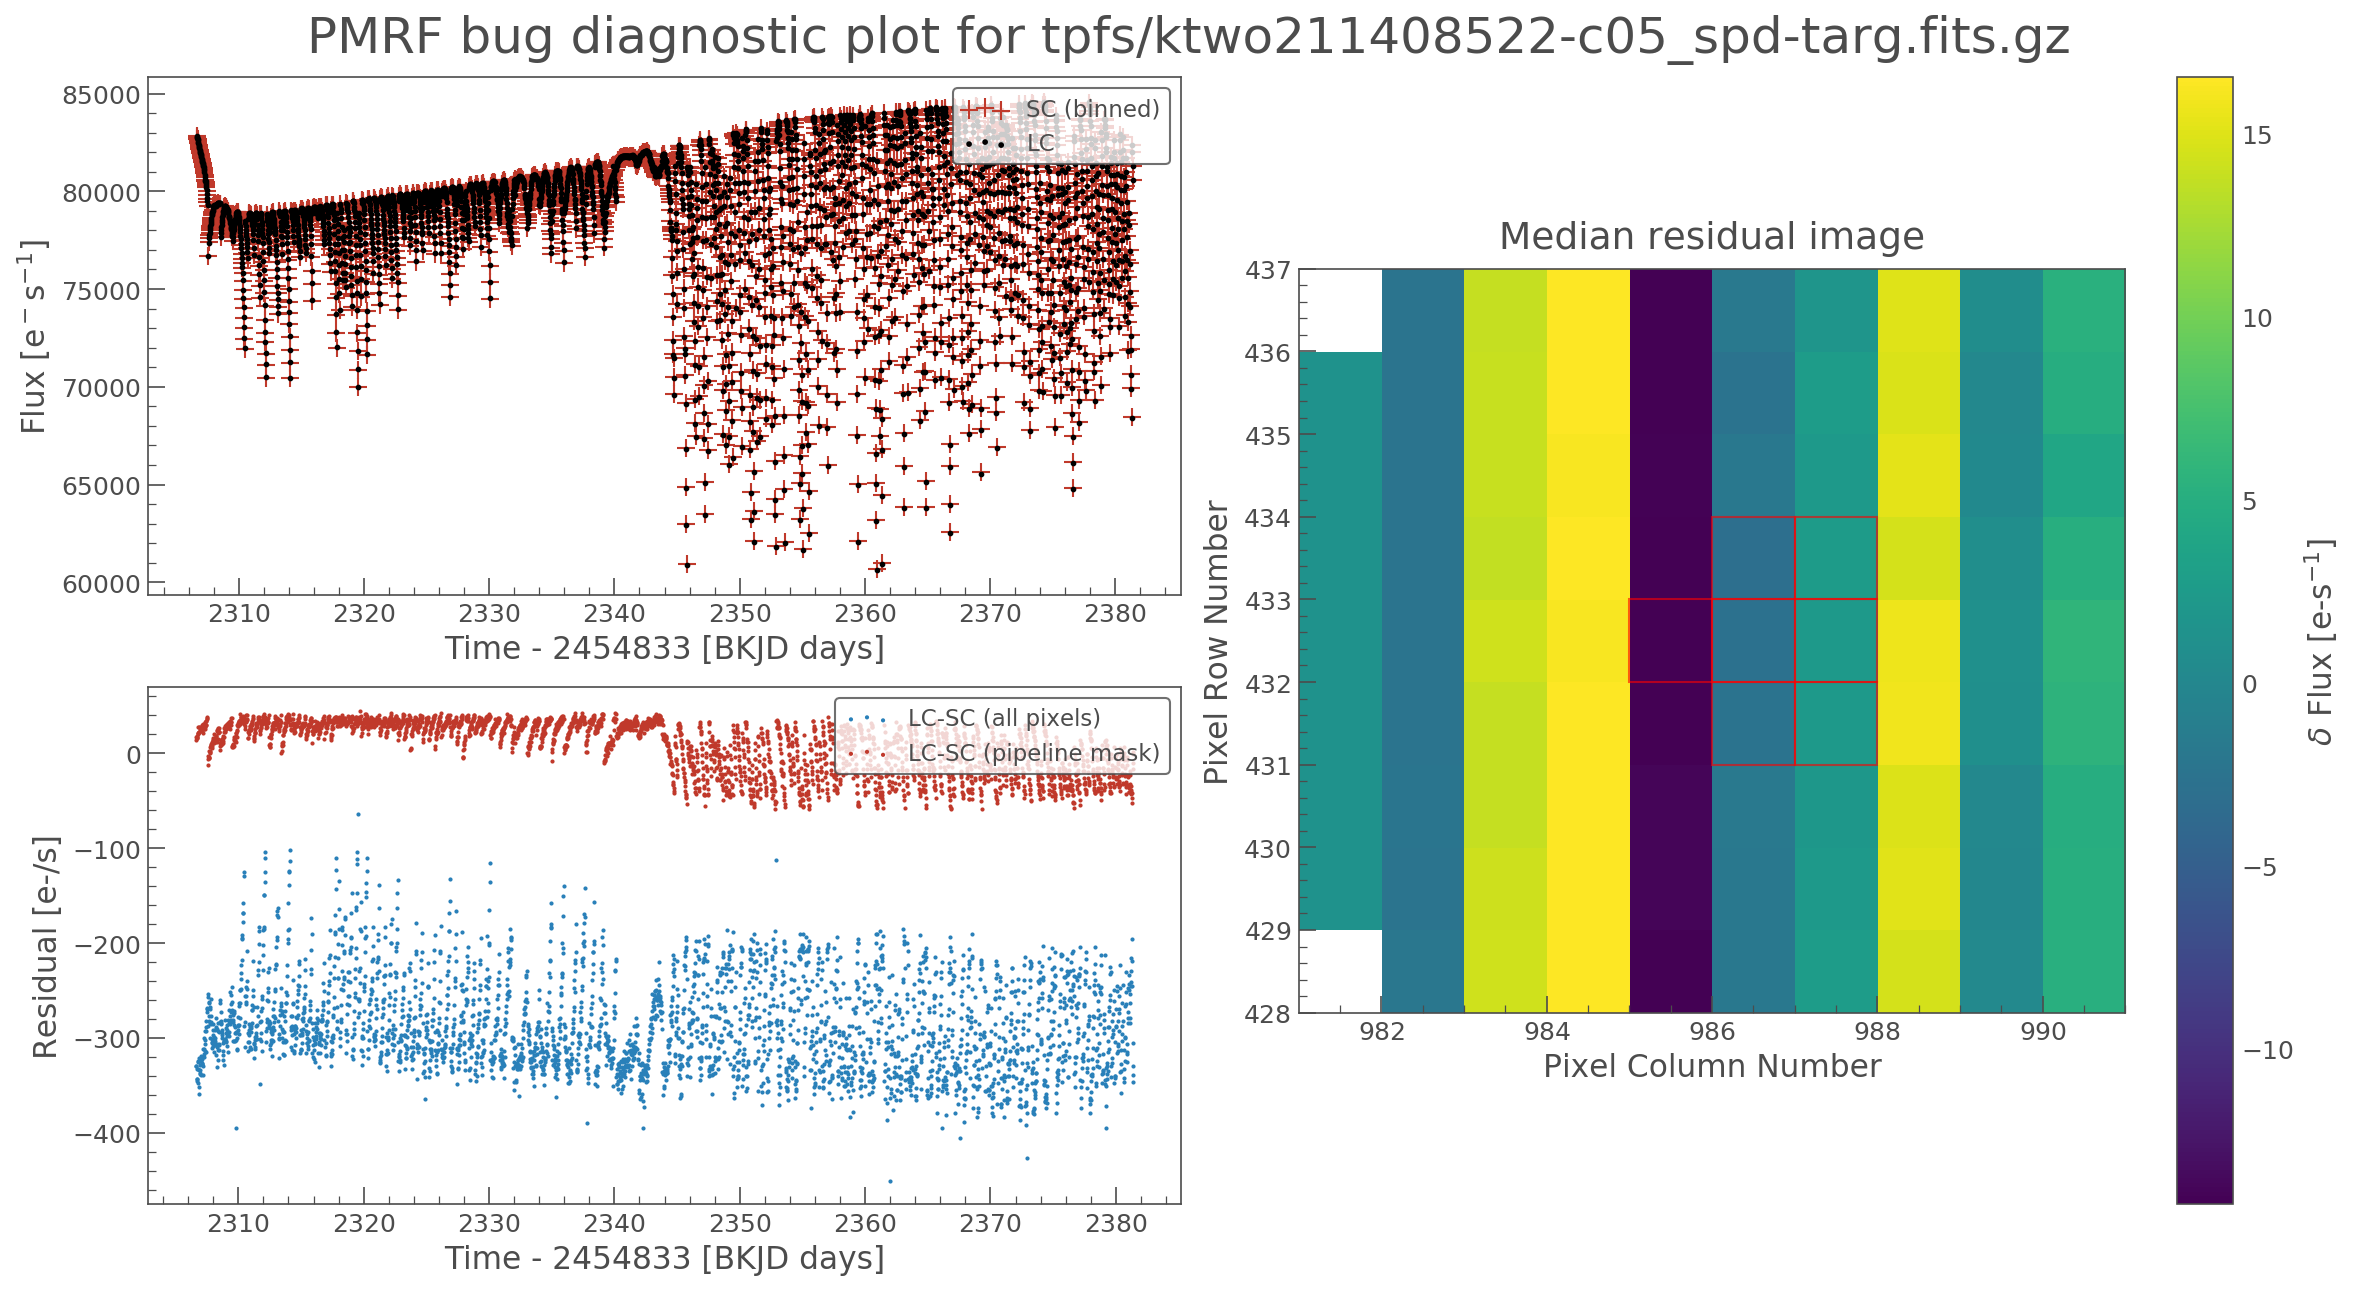 PMRF bug diagnostic plot for tpfs/ktwo211408522-c05_spd-targ.fits.gz
85000
80000
75000
70000
65000
60000
Flux [e⁻s⁻¹]
SC (binned)
LC
2310 2320 2330 2340 2350 2360 2370 2380
Time - 2454833 [BKJD days]
0
−100
−200
−300
−400
Residual [e-/s]
LC-SC (all pixels)
LC-SC (pipeline mask)
2310 2320 2330 2340 2350 2360 2370 2380
Time - 2454833 [BKJD days]
Median residual image
437
436
435
434
433
432
431
430
429
428
Pixel Row Number
982 984 986 988 990
Pixel Column Number
15
10
5
0
−5
−10
δ Flux [e-s⁻¹]